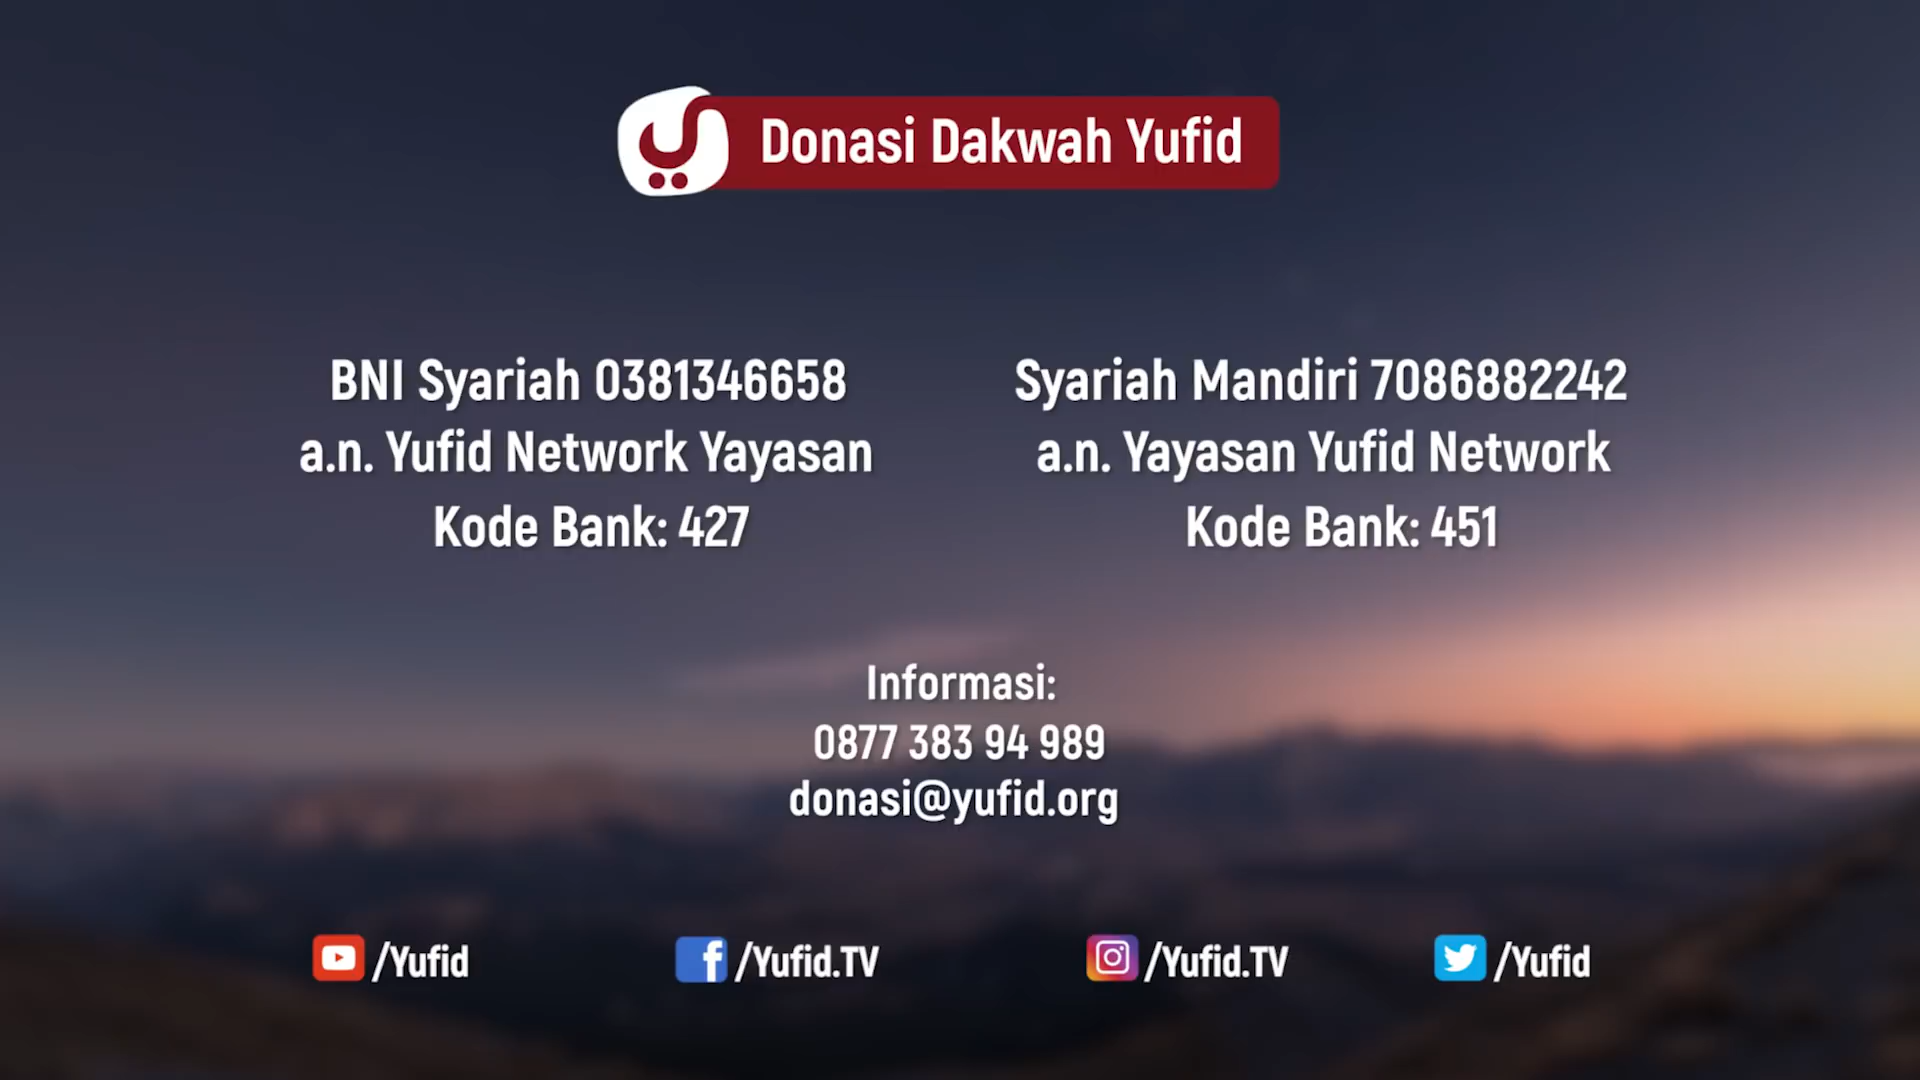 Donasi Dakwah Yufid
BNI Syariah 0381346658
a.n. Yufid Network Yayasan
Kode Bank: 427
Syariah Mandiri 7086882242
a.n. Yayasan Yufid Network
Kode Bank: 451
Informasi:
0877 383 94 989
donasi@yufid.org
/Yufid
/Yufid.TV
/Yufid.TV
/Yufid